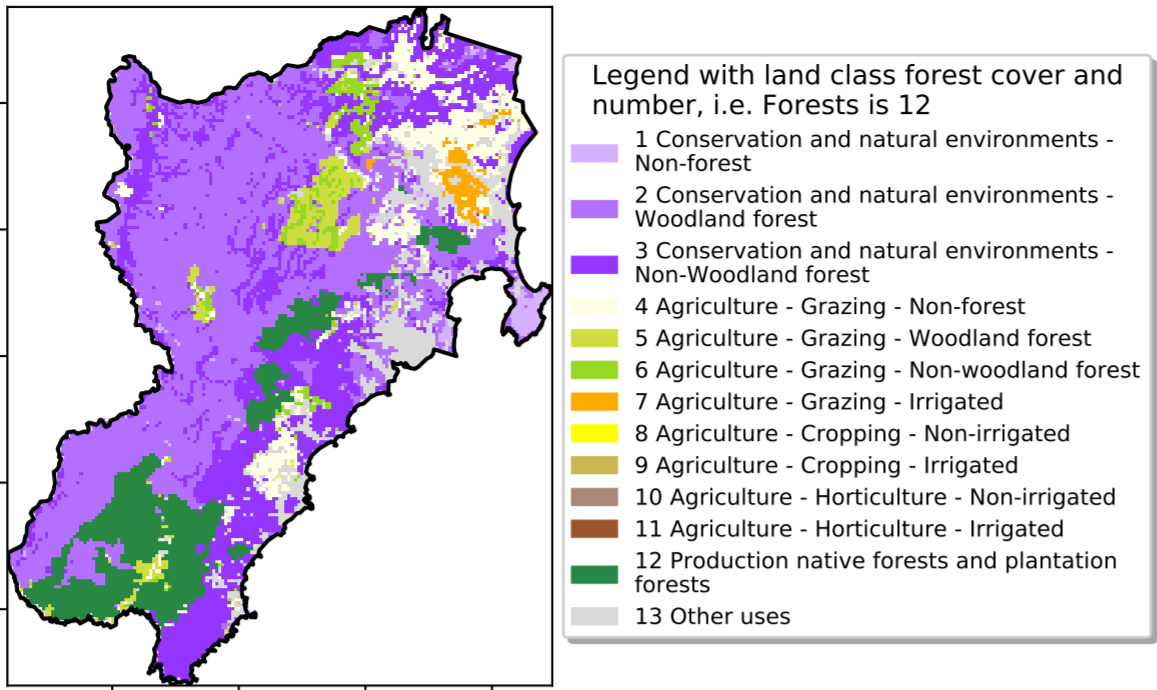 Legend with land class forest cover and
number, i.e. Forests is 12
1 Conservation and natural environments -
Non-forest
2 Conservation and natural environments -
Woodland forest
3 Conservation and natural environments -
Non-Woodland forest
4 Agriculture - Grazing - Non-forest
5 Agriculture - Grazing - Woodland forest
6 Agriculture - Grazing - Non-woodland forest
7 Agriculture - Grazing - Irrigated
8 Agriculture - Cropping - Non-irrigated
9 Agriculture - Cropping - Irrigated
10 Agriculture - Horticulture - Non-irrigated
11 Agriculture - Horticulture - Irrigated
12 Production native forests and plantation
forests
13 Other uses